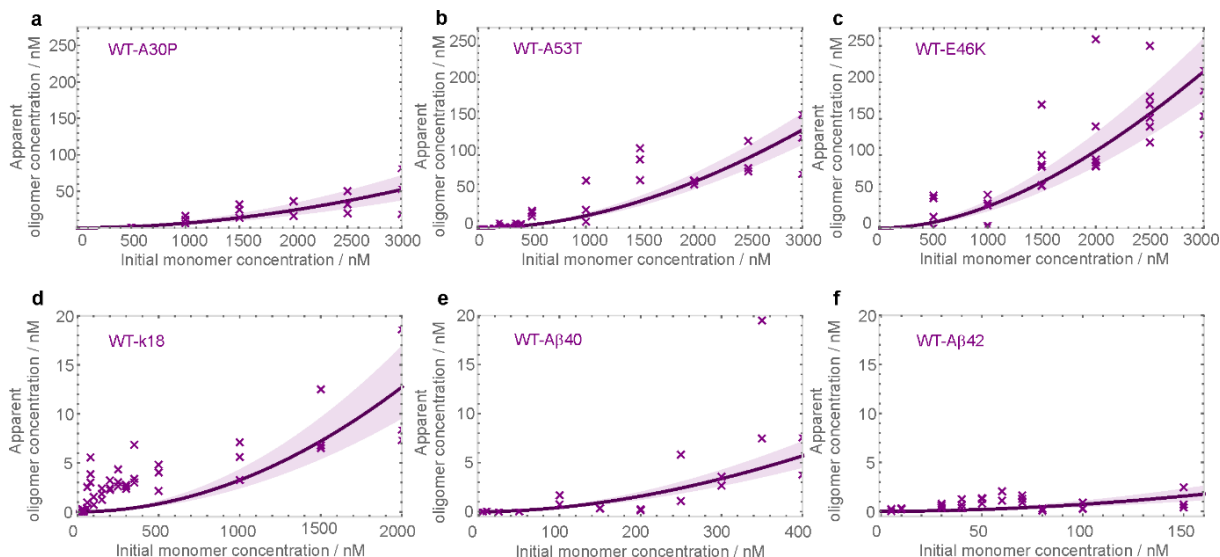 a
WT-A30P
250
200
150
100
50
0 500 1000 1500 2000 2500 3000
Initial monomer concentration / nM
Apparent
oligomer concentration / nM
b
WT-A53T
250
200
150
100
50
0 500 1000 1500 2000 2500 3000
Initial monomer concentration / nM
Apparent
oligomer concentration / nM
c
WT-E46K
250
200
150
100
50
0 500 1000 1500 2000 2500 3000
Initial monomer concentration / nM
Apparent
oligomer concentration / nM
d
WT-k18
20
15
10
5
0
0 500 1000 1500 2000
Initial monomer concentration / nM
Apparent
oligomer concentration / nM
e
WT-Aβ40
20
15
10
5
0
0 100 200 300 400
Initial monomer concentration / nM
Apparent
oligomer concentration / nM
f
WT-Aβ42
20
15
10
5
0
0 50 100 150
Initial monomer concentration / nM
Apparent
oligomer concentration / nM